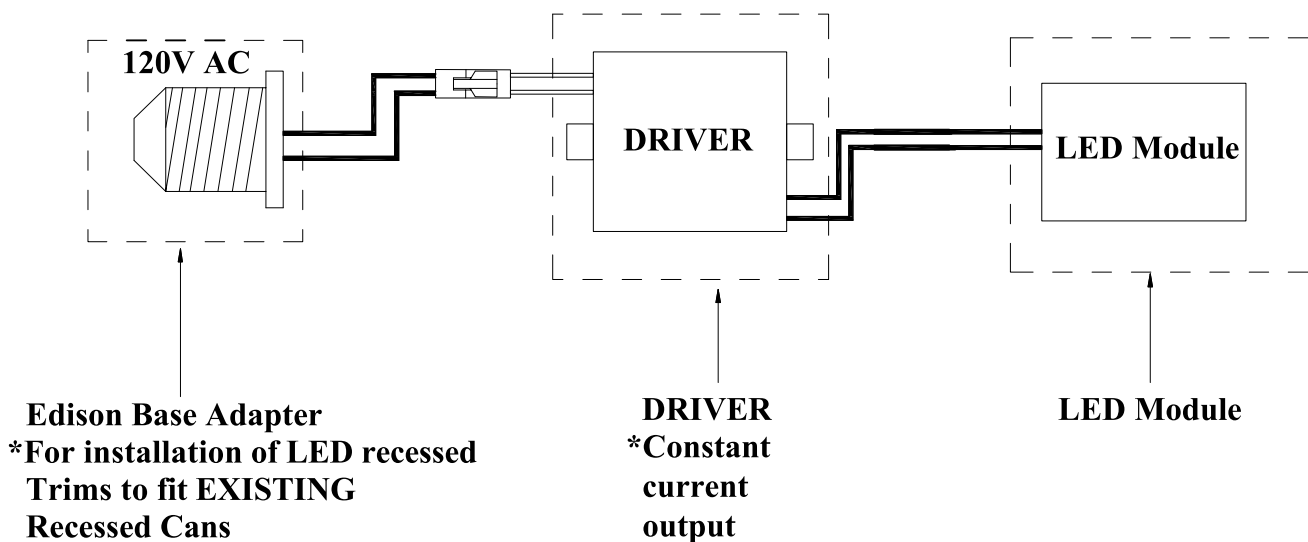 120V AC
DRIVER
LED Module
Edison Base Adapter
*For installation of LED recessed
Trims to fit EXISTING
Recessed Cans
DRIVER
*Constant
current
output
LED Module